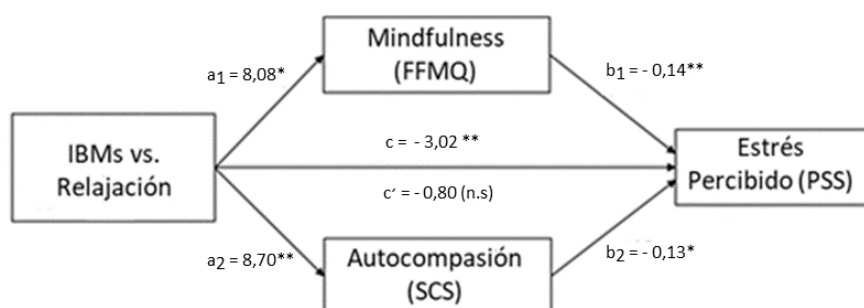 Mindfulness
(FFMQ)
a1 = 8,08*
b1 = - 0,14**
IBMs vs.
Relajación
c = - 3,02 **
c´ = - 0,80 (n.s)
Estrés
Percibido (PSS)
a2 = 8,70**
b2 = - 0,13*
Autocompasión
(SCS)